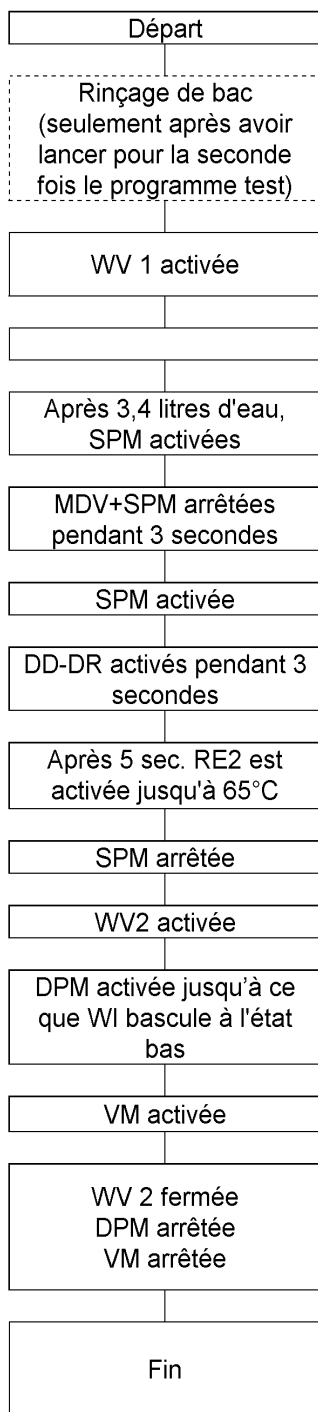 Départ
Rinçage de bac
(seulement après avoir
lancer pour la seconde
fois le programme test)
WV 1 activée
Après 3,4 litres d'eau,
SPM activées
MDV+SPM arrêtées
pendant 3 secondes
SPM activée
DD-DR activés pendant 3
secondes
Après 5 sec. RE2 est
activée jusqu'à 65°C
SPM arrêtée
WV2 activée
DPM activée jusqu’à ce
que WI bascule à l'état
bas
VM activée
WV 2 fermée
DPM arrêtée
VM arrêtée
Fin